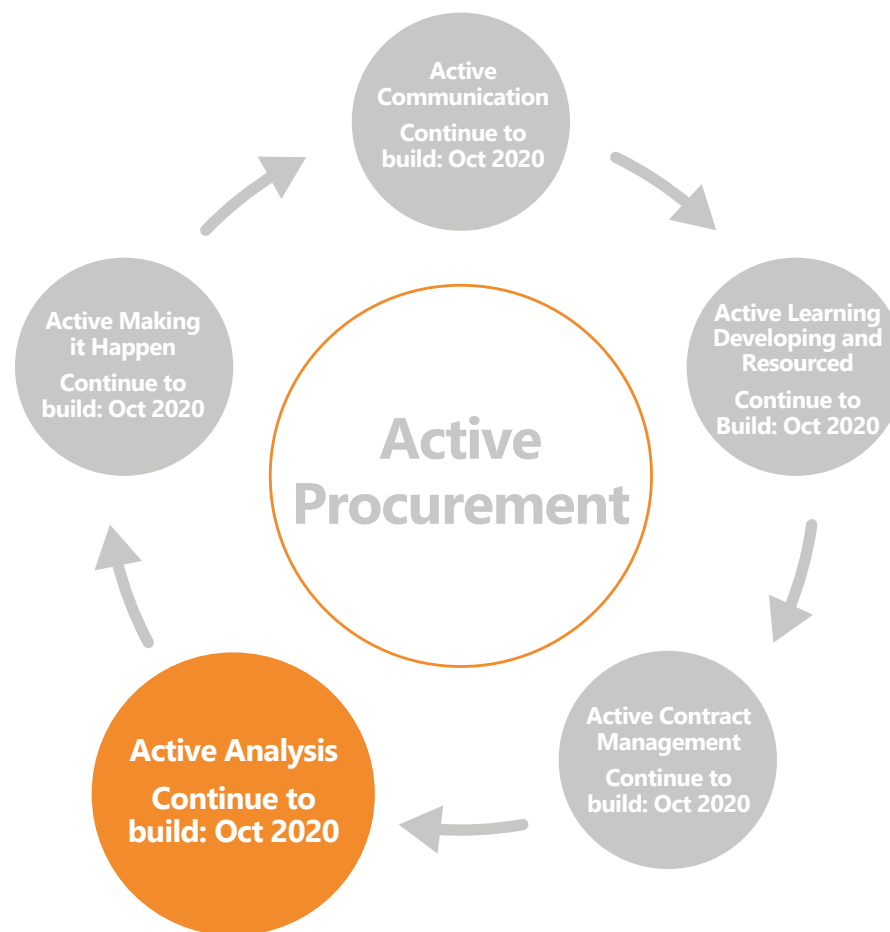 Active
Communication
Continue to
build: Oct 2020
Active Learning
Developing and
Resourced
Continue to
Build: Oct 2020
Active Contract
Management
Continue to
build: Oct 2020
Active Analysis
Continue to
build: Oct 2020
Active Making
it Happen
Continue to
build: Oct 2020
Active
Procurement